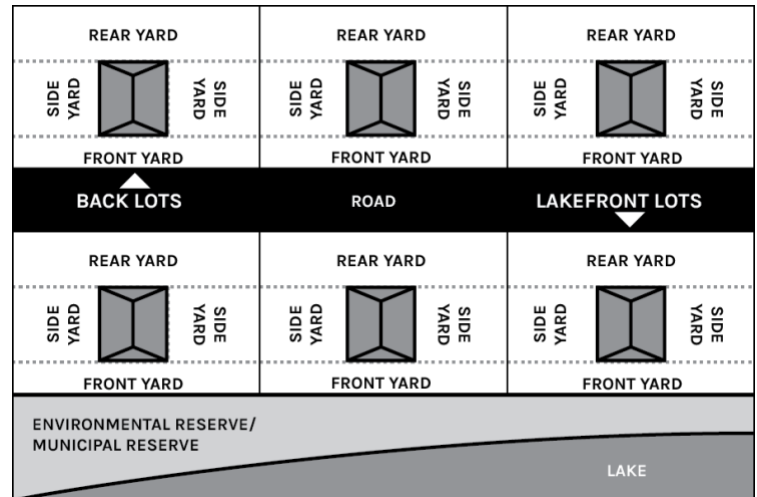 REAR YARD
REAR YARD
REAR YARD
SIDE
YARD
SIDE
YARD
SIDE
YARD
SIDE
YARD
SIDE
YARD
SIDE
YARD
FRONT YARD
FRONT YARD
FRONT YARD
BACK LOTS
ROAD
LAKEFRONT LOTS
REAR YARD
REAR YARD
REAR YARD
SIDE
YARD
SIDE
YARD
SIDE
YARD
SIDE
YARD
SIDE
YARD
SIDE
YARD
FRONT YARD
FRONT YARD
FRONT YARD
ENVIRONMENTAL RESERVE/
MUNICIPAL RESERVE
LAKE